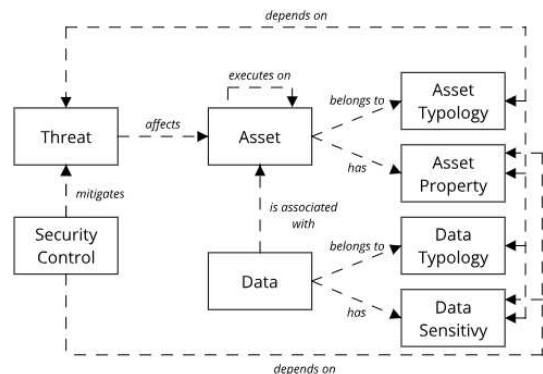 depends on
executes on
Threat
affects
Asset
belongs to
Asset
Typology
has
Asset
Property
mitigates
is associated
with
Security
Control
Data
belongs to
Data
Typology
has
Data
Sensitivy
depends on